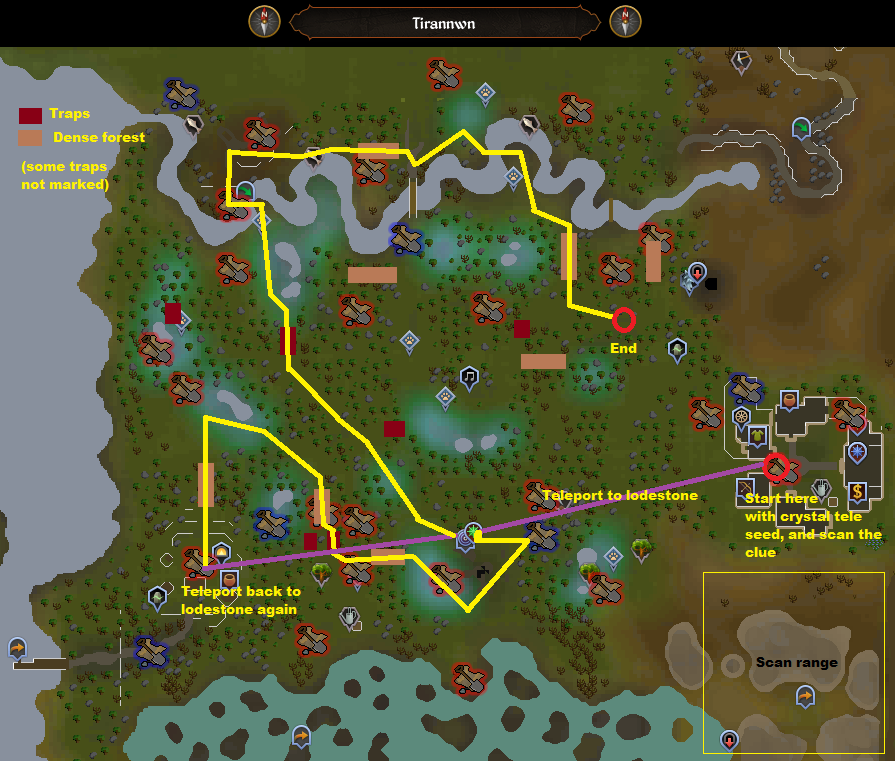 Tirannwn
Traps
Dense forest
(some traps
not marked)
End
Teleport to lodestone
Start here
with crystal tele
seed, and scan the
clue
Teleport back to
lodestone again
Scan range